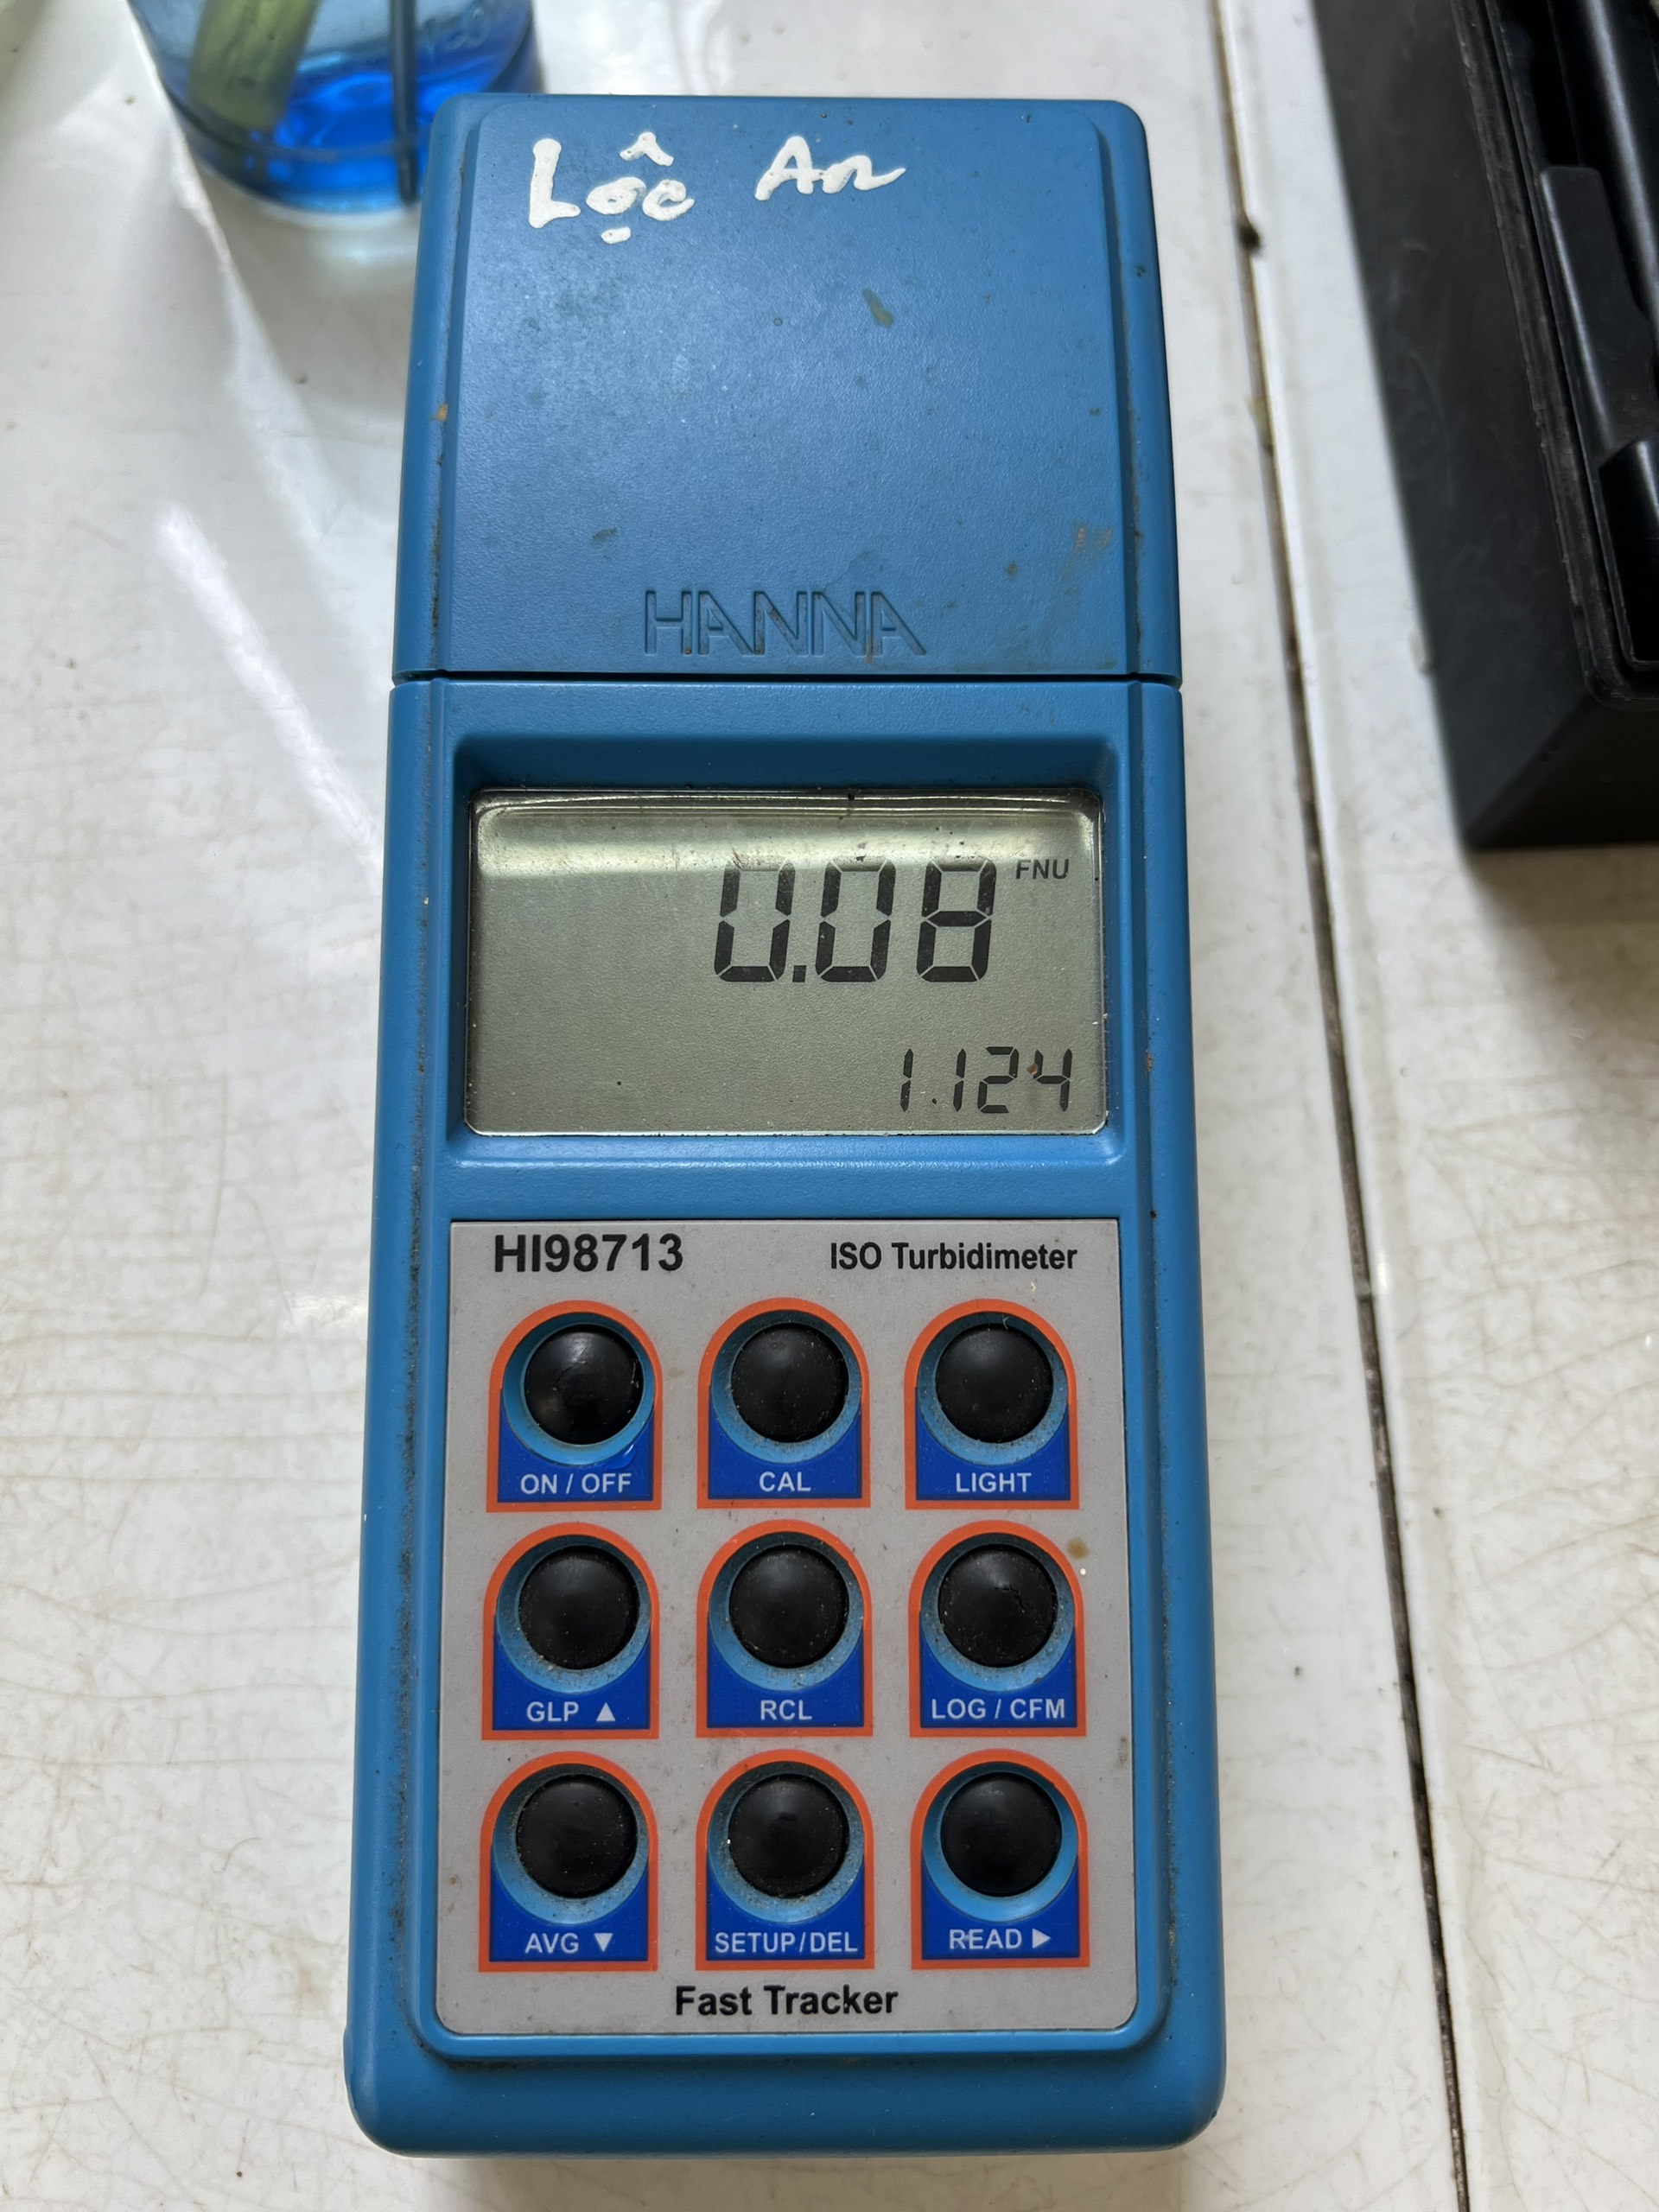 Lộc An
HANNA
0.08 FNU
1.124
HI98713 ISO Turbidimeter
ON / OFF CAL LIGHT
GLP ▲ RCL LOG / CFM
AVG ▼ SETUP/DEL READ ▶
Fast Tracker